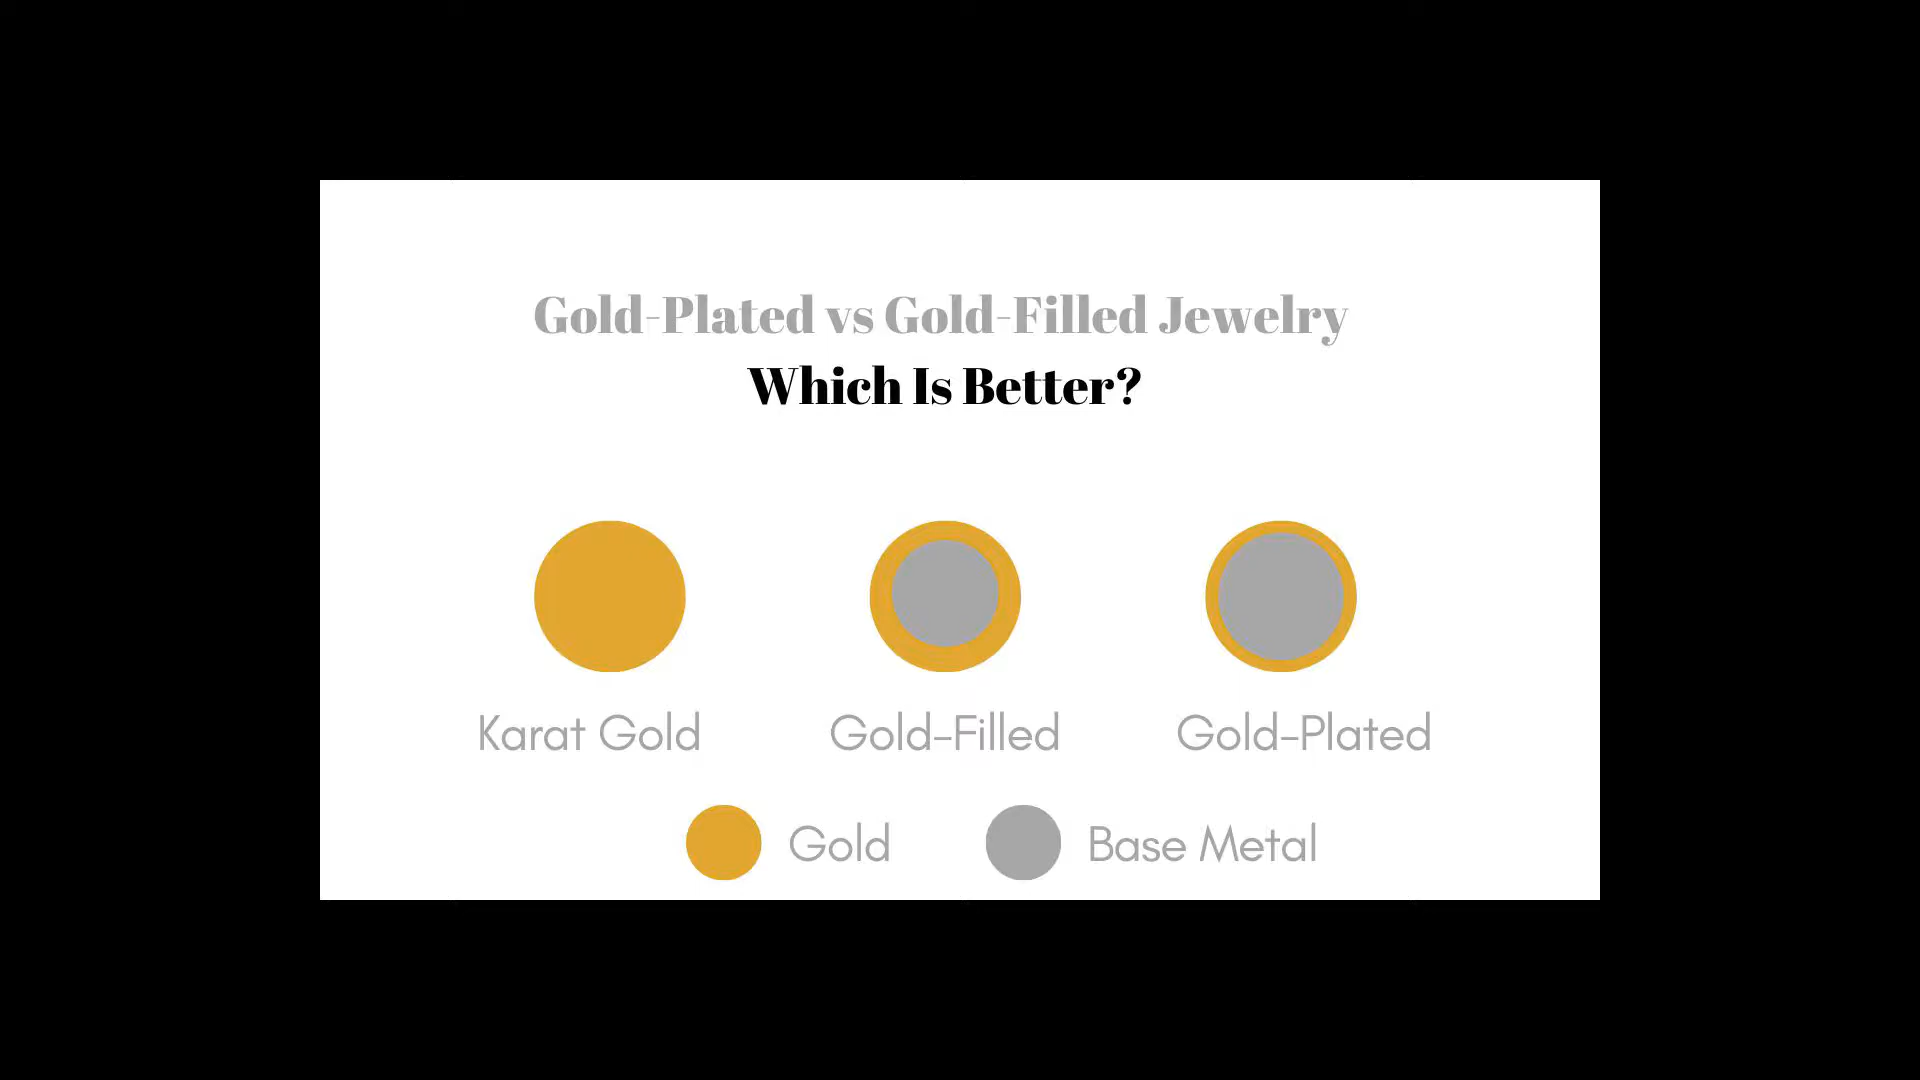 Gold-Plated vs Gold-Filled Jewelry
Which Is Better?
Karat Gold
Gold-Filled
Gold-Plated
Gold
Base Metal